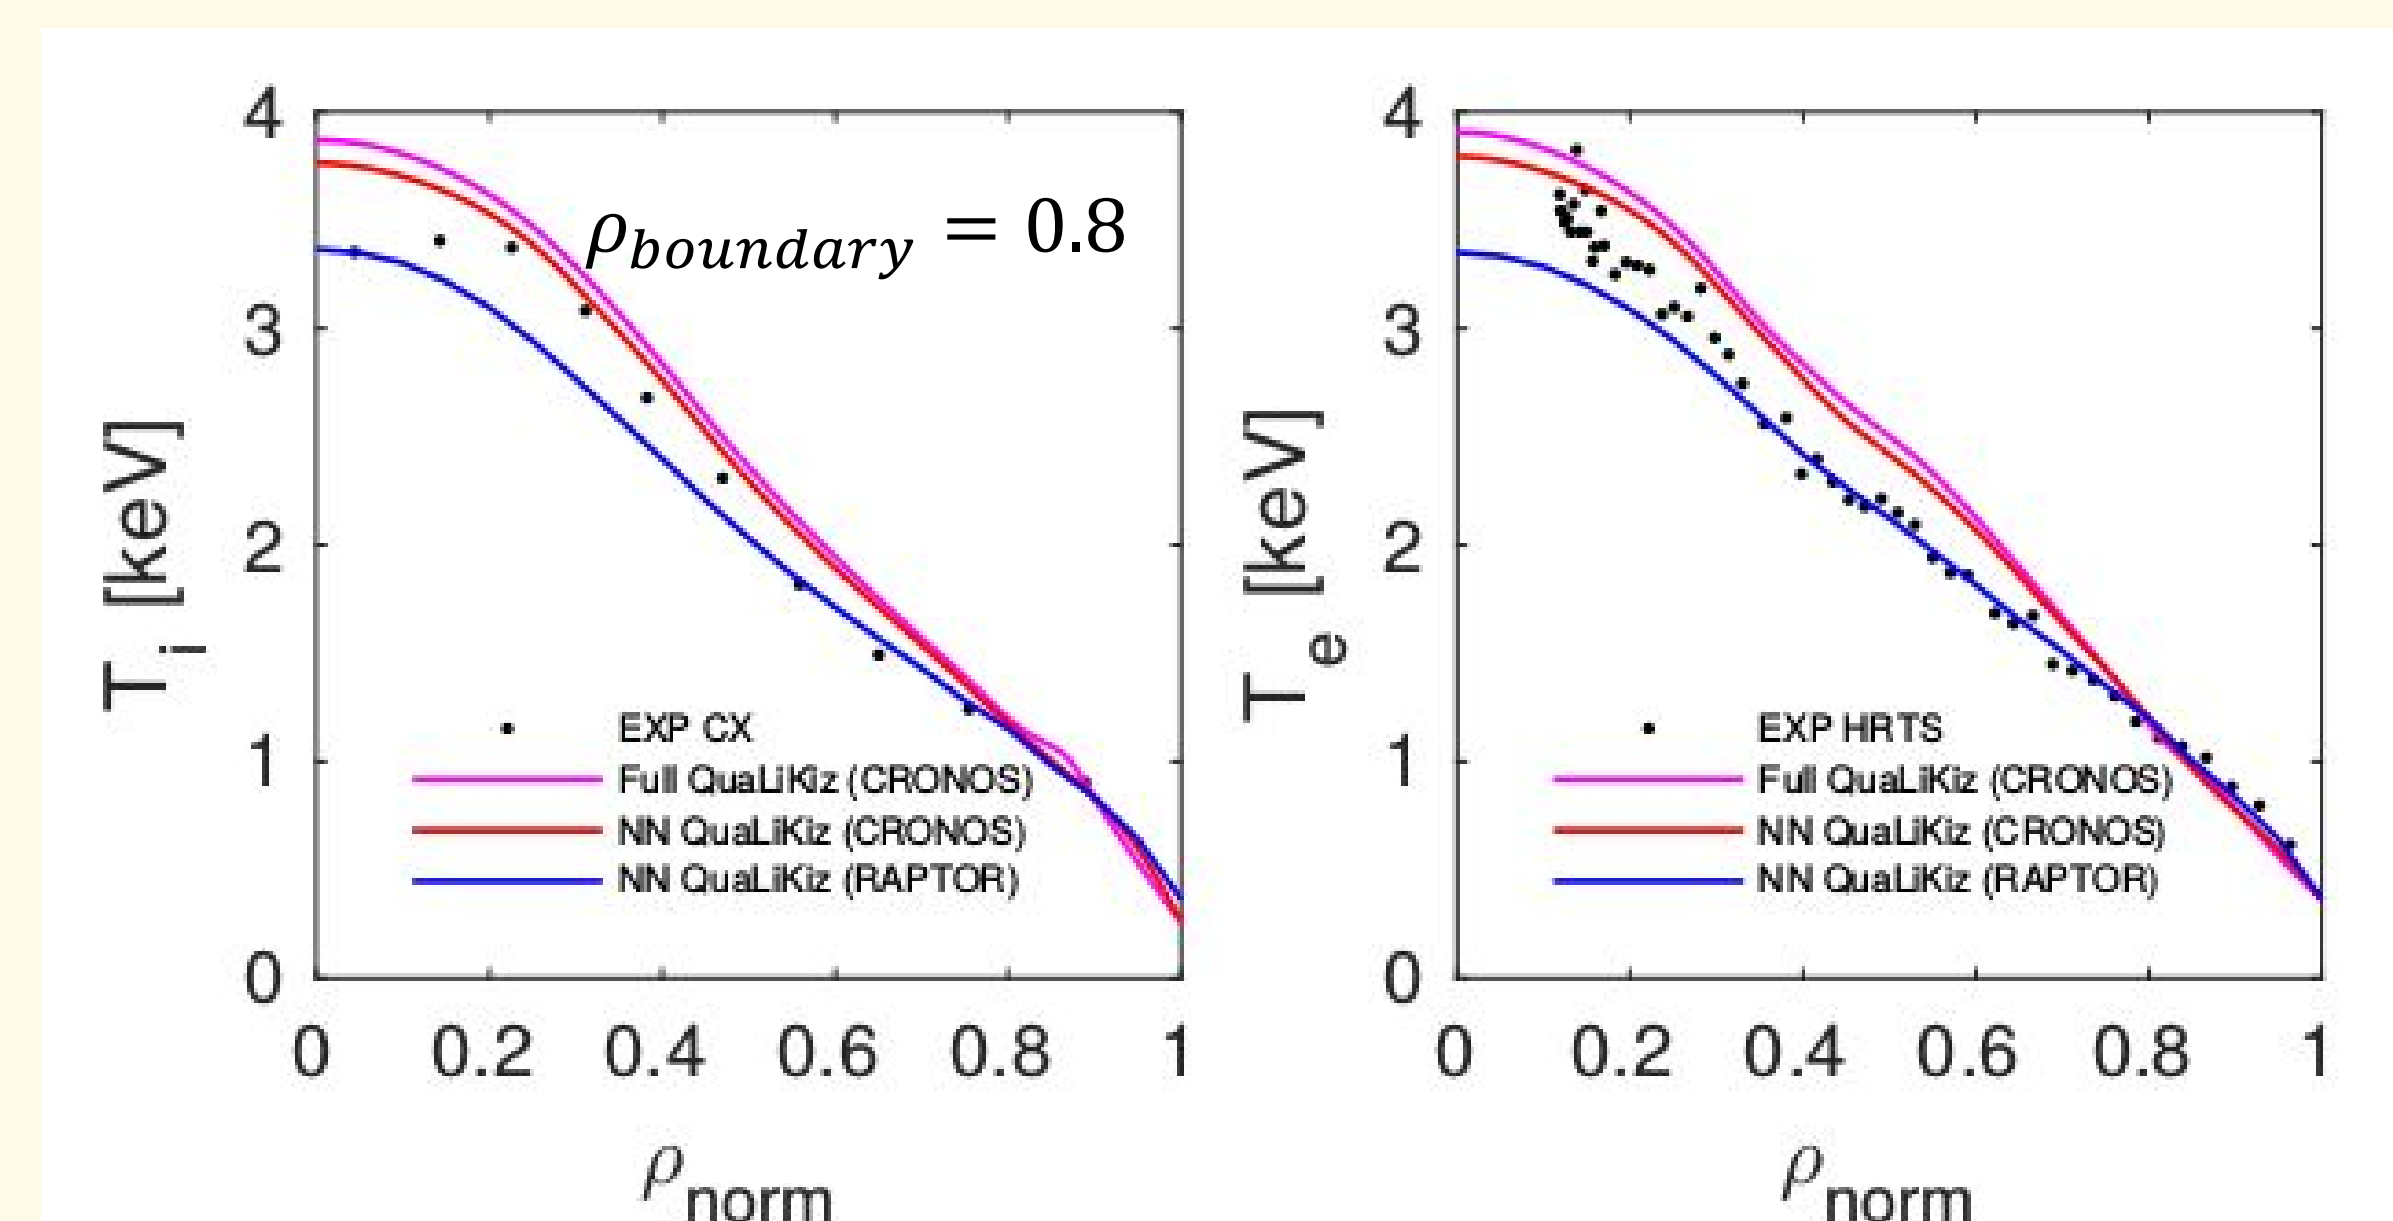 4
3
2
1
0
T_i [keV]
ρ_boundary = 0.8
EXP CX
Full QuaLiKiz (CRONOS)
NN QuaLiKiz (CRONOS)
NN QuaLiKiz (RAPTOR)
0 0.2 0.4 0.6 0.8 1
ρ_norm
4
3
2
1
0
T_e [keV]
EXP HRTS
Full QuaLiKiz (CRONOS)
NN QuaLiKiz (CRONOS)
NN QuaLiKiz (RAPTOR)
0 0.2 0.4 0.6 0.8 1
ρ_norm